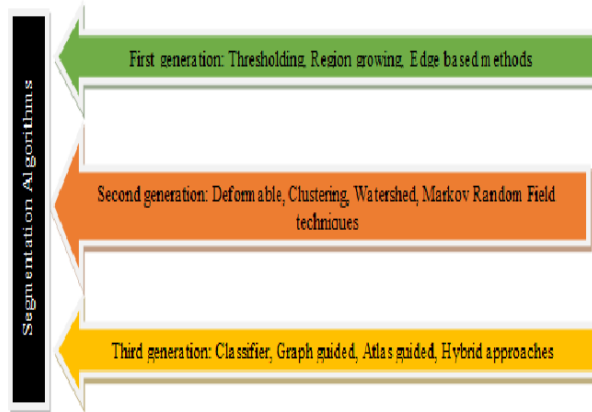 Segmentation Algorithms
First generation: Thresholding, Region growing, Edge based methods
Second generation: Deformable, Clustering, Watershed, Markov Random Field
techniques
Third generation: Classifier, Graph guided, Atlas guided, Hybrid approaches